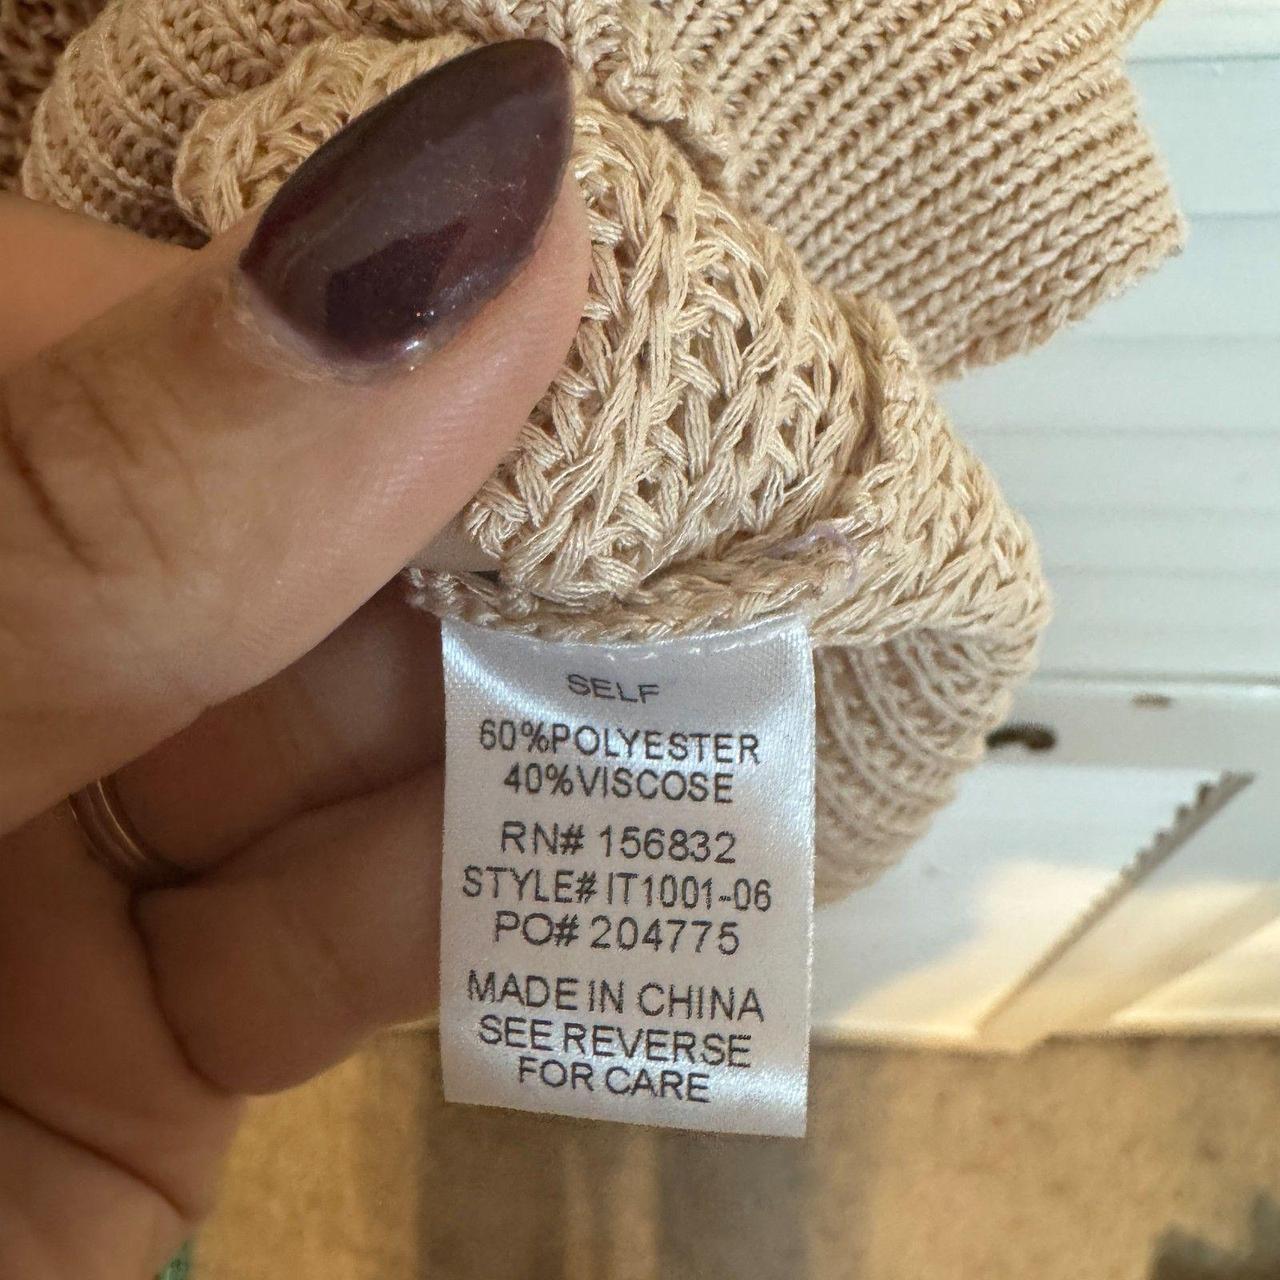 SELF
60%POLYESTER
40%VISCOSE
RN# 156832
STYLE# IT1001-06
PO# 204775
MADE IN CHINA
SEE REVERSE
FOR CARE